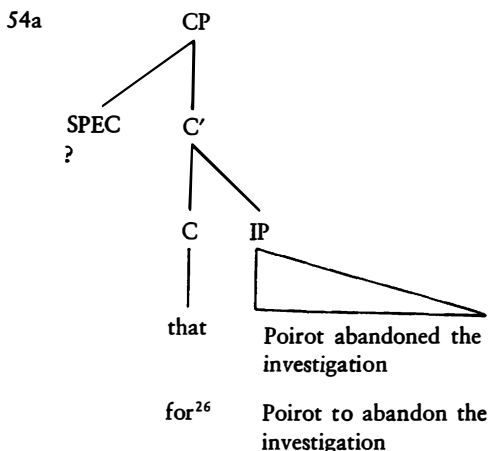 54a CP
SPEC C′
?
C IP
that Poirot abandoned the
investigation
for²⁶ Poirot to abandon the
investigation